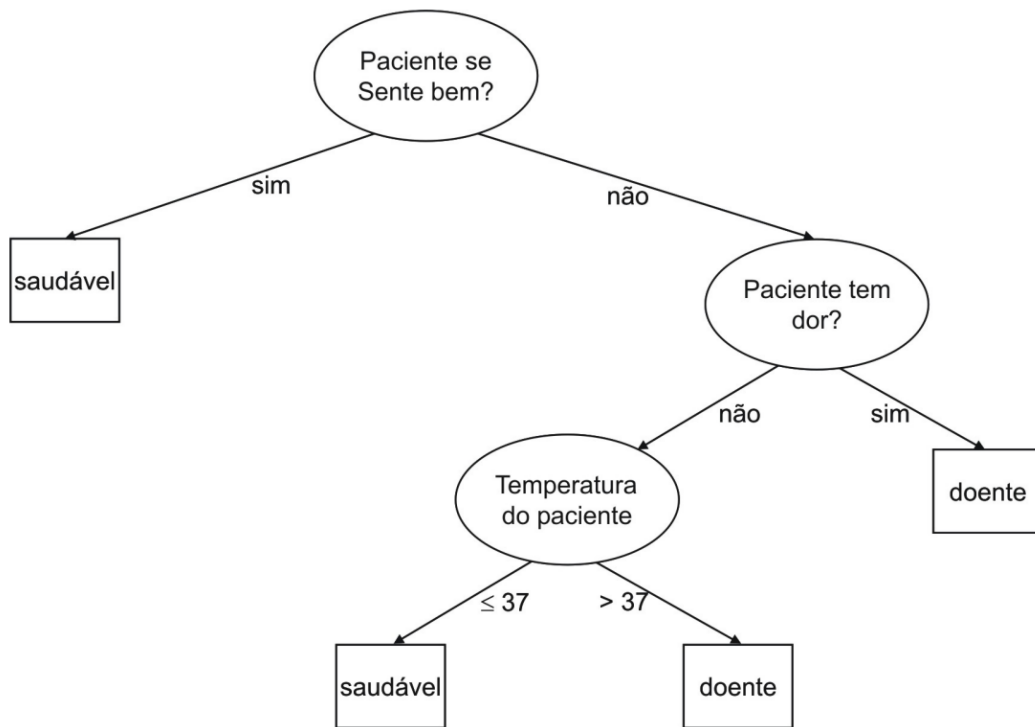 Paciente se
Sente bem?
sim
não
saudável
Paciente tem
dor?
não
sim
Temperatura
do paciente
doente
≤ 37
> 37
saudável
doente